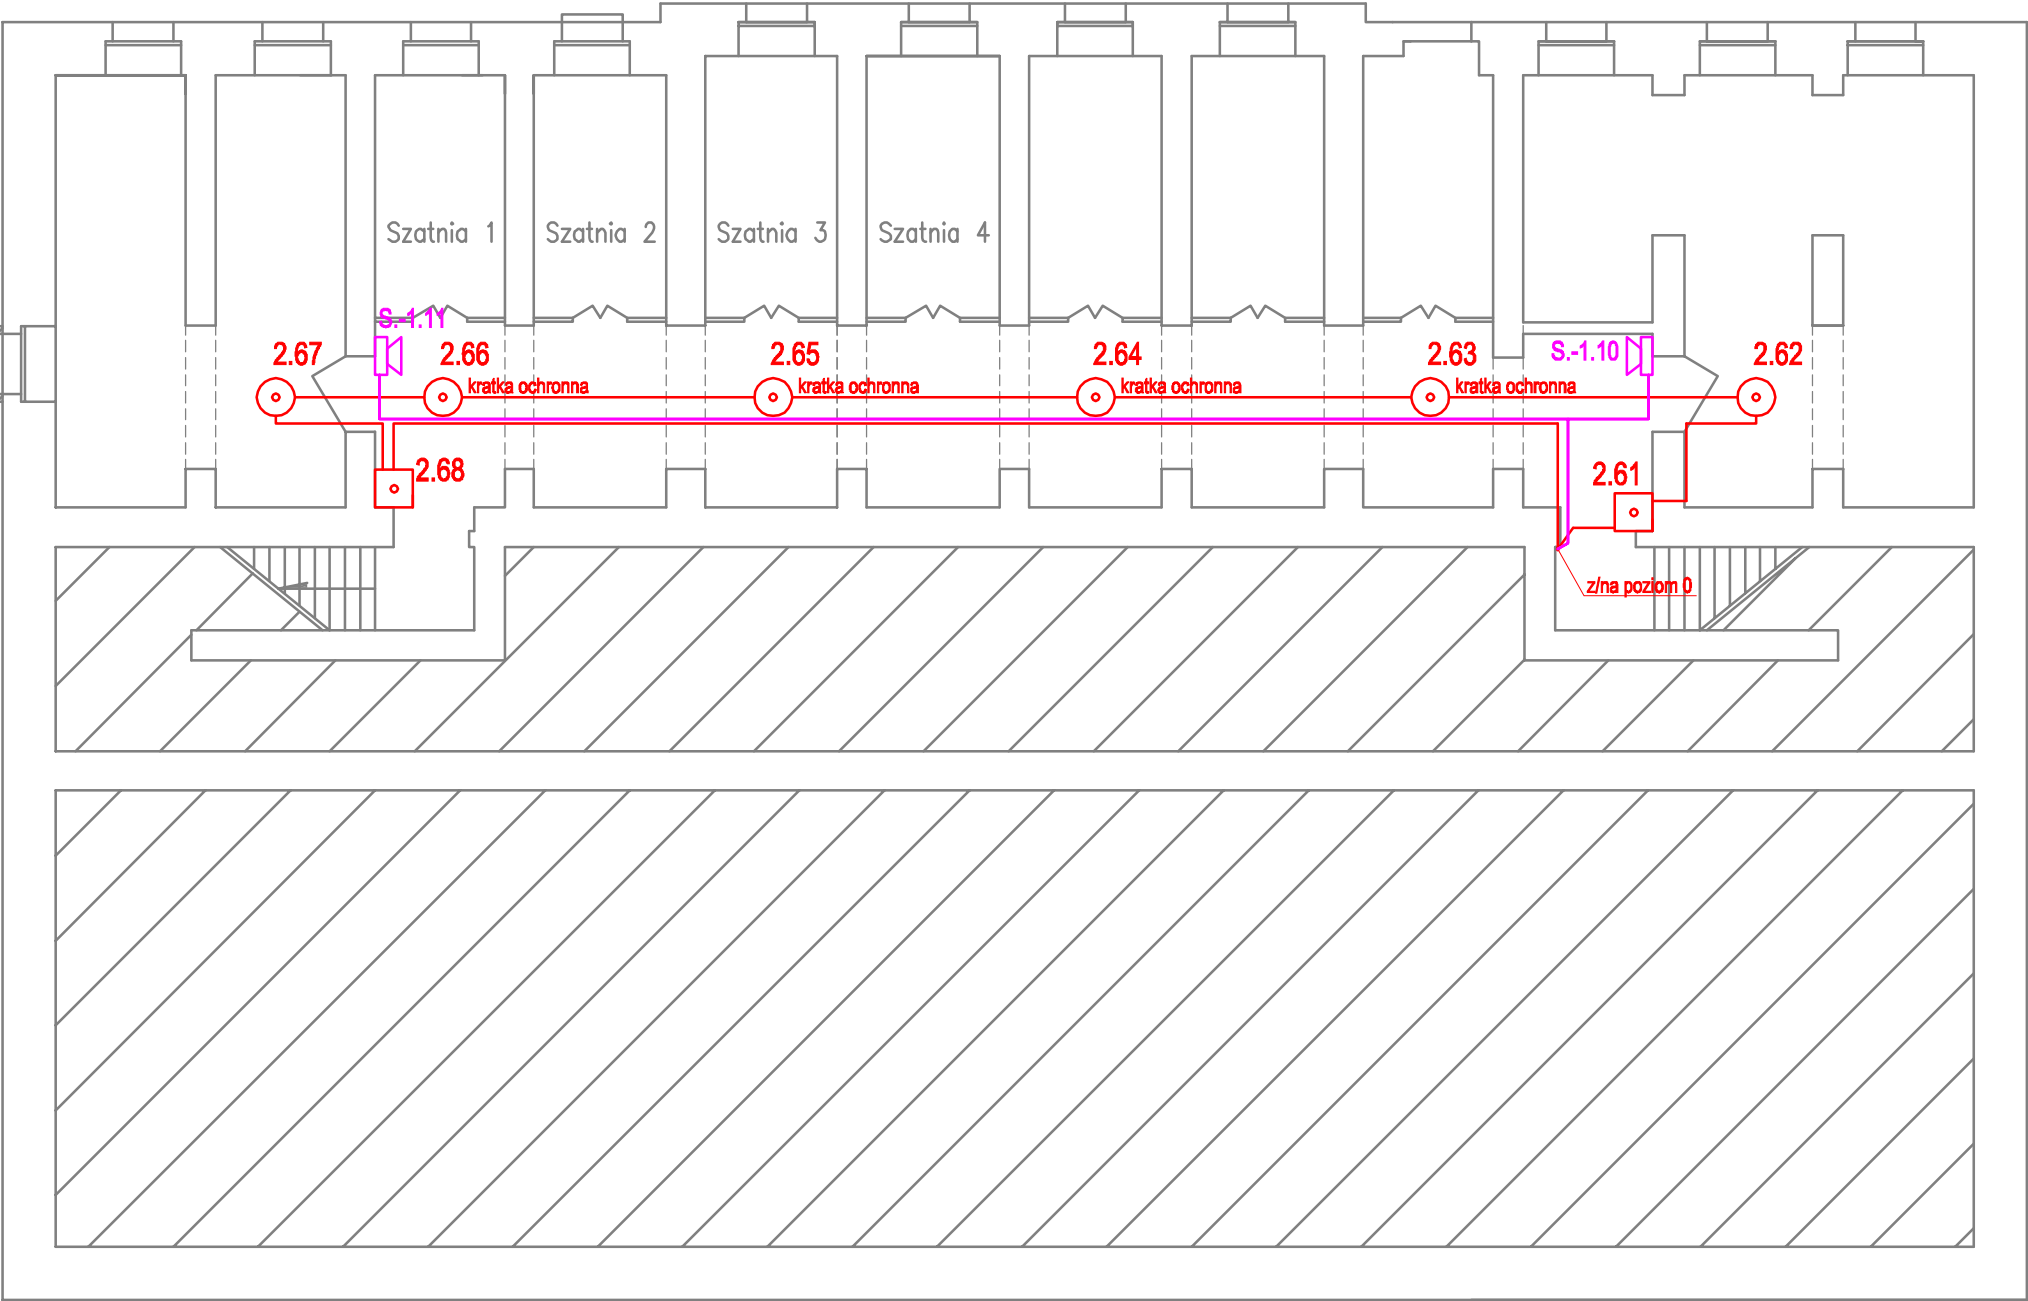 Szatnia 1
Szatnia 2
Szatnia 3
Szatnia 4
S.-1.11
2.67
2.66
2.65
2.64
2.63
S.-1.10
2.62
kratka ochronna
kratka ochronna
kratka ochronna
kratka ochronna
2.68
2.61
z/na poziom 0